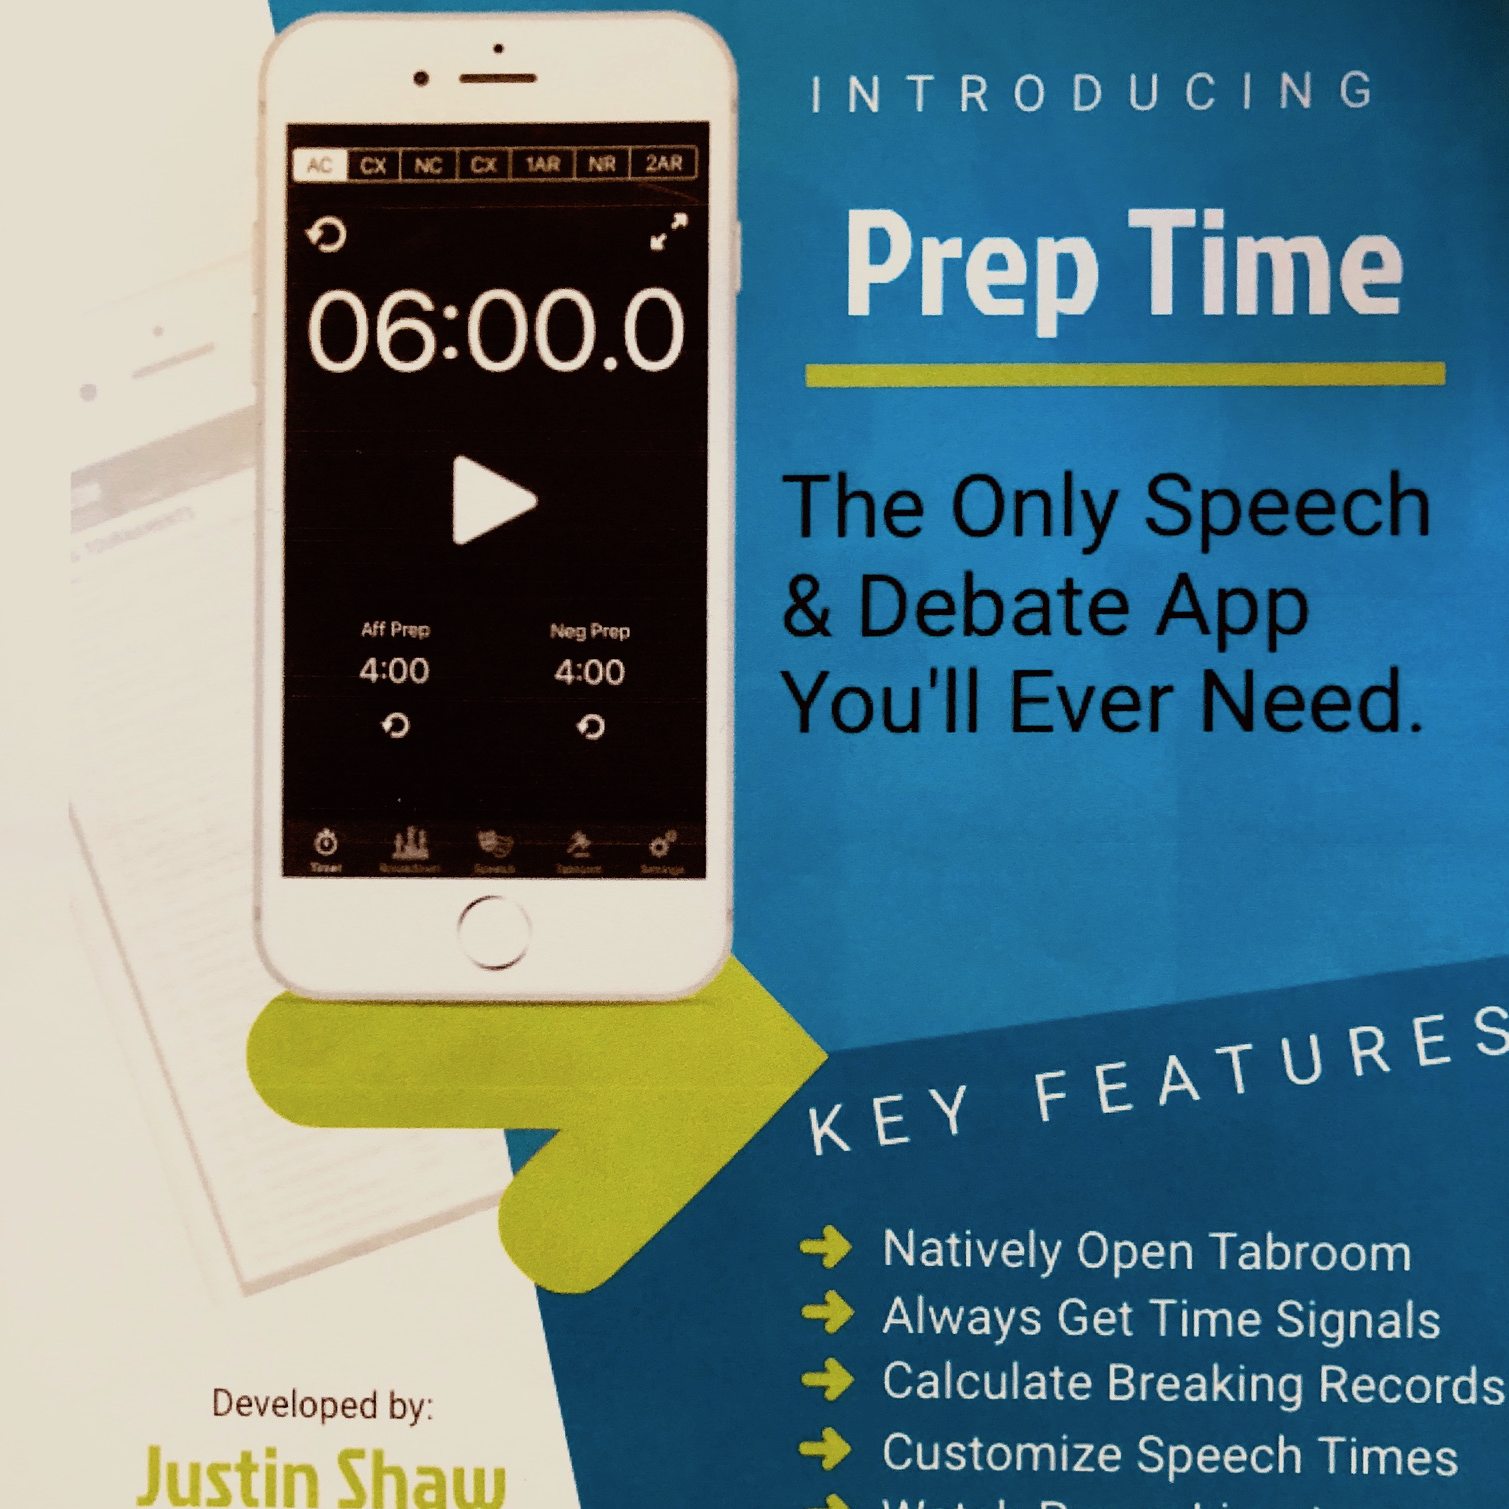 INTRODUCING
Prep Time
The Only Speech
& Debate App
You'll Ever Need.
AC CX NC CX 1AR NR 2AR
06:00.0
Aff Prep Neg Prep
4:00 4:00
Timer Settings
KEY FEATURES
Natively Open Tabroom
Always Get Time Signals
Calculate Breaking Records
Customize Speech Times
Developed by:
Justin Shaw